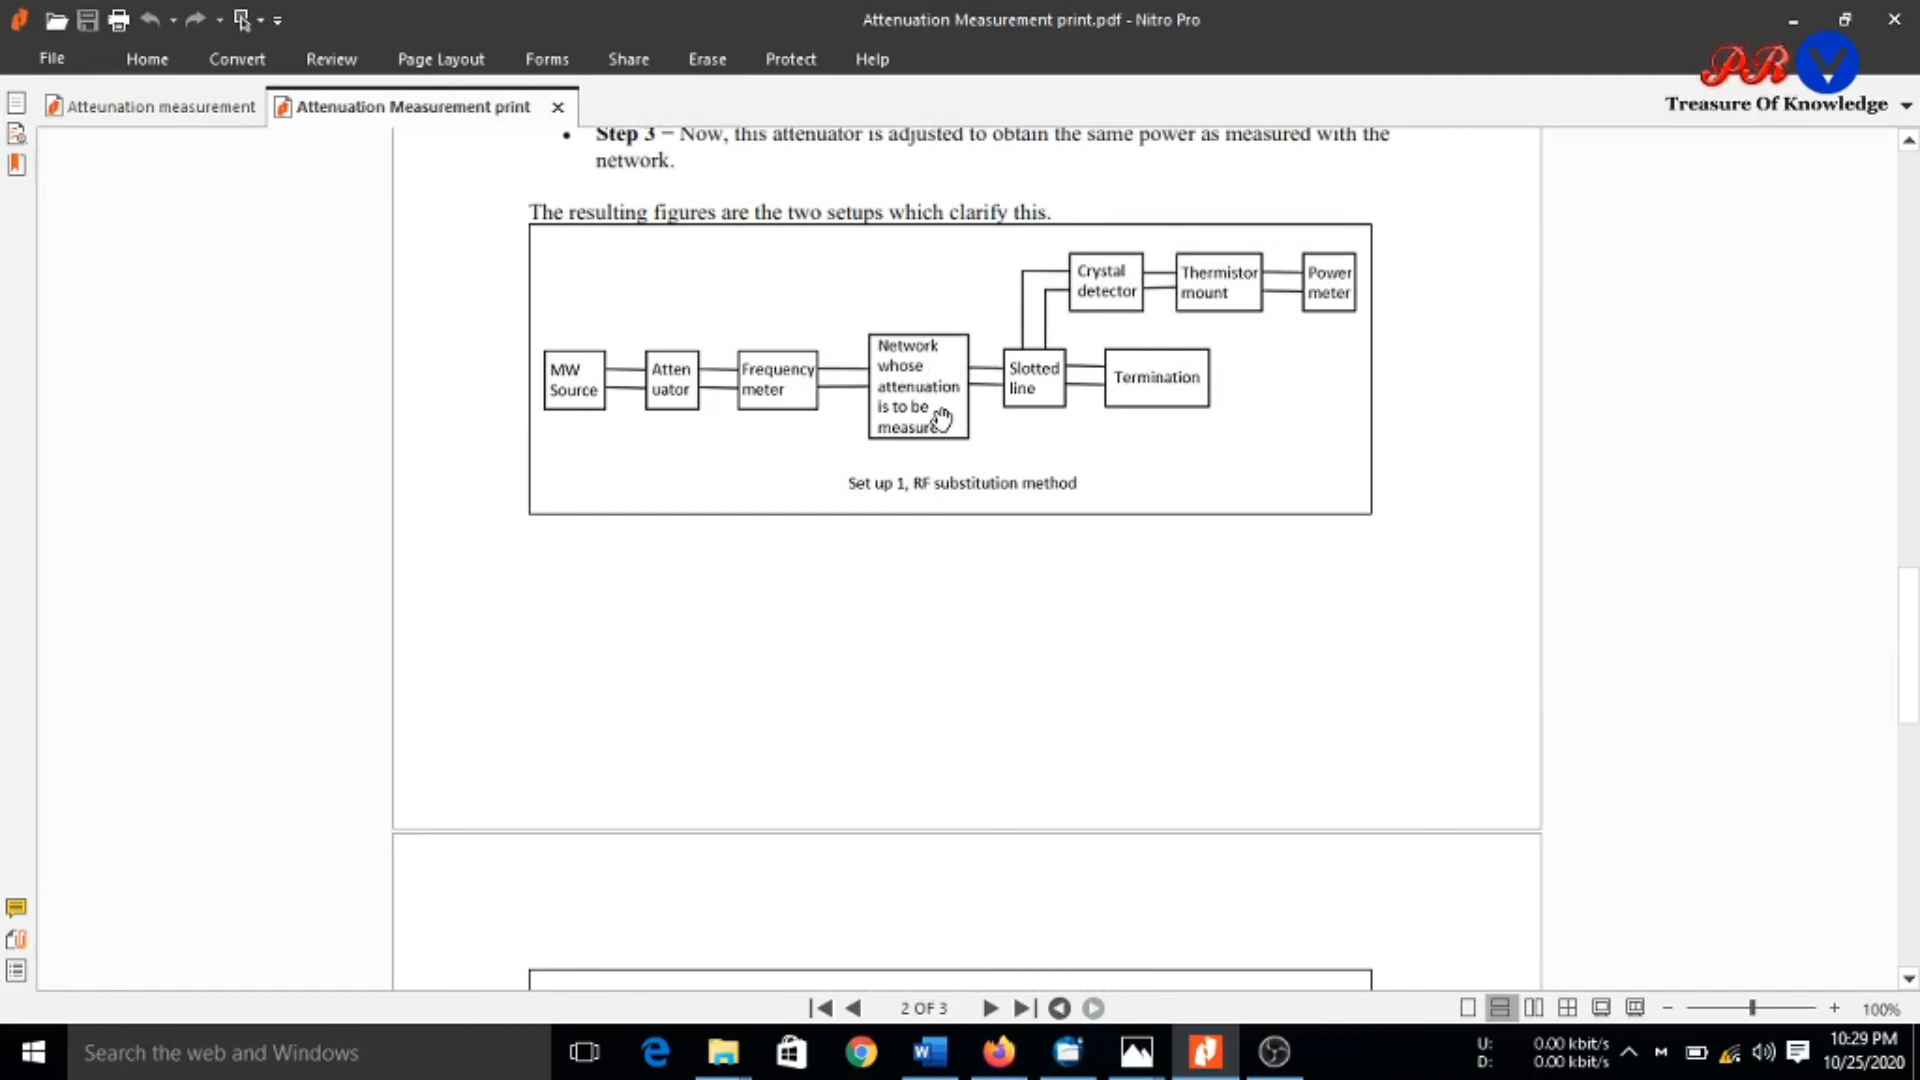 Attenuation Measurement print.pdf - Nitro Pro
File Home Convert Review Page Layout Forms Share Erase Protect Help
PR V
Treasure Of Knowledge
Atteunation measurement
Attenuation Measurement print
• Step 3 − Now, this attenuator is adjusted to obtain the same power as measured with the
network.
The resulting figures are the two setups which clarify this.
Crystal
detector
Thermistor
mount
Power
meter
MW
Source
Atten
uator
Frequency
meter
Network
whose
attenuation
is to be
Slotted
line
Termination
Set up 1, RF substitution method
2 OF 3
100%
Search the web and Windows
U: 0.00 kbit/s
D: 0.00 kbit/s
10:29 PM
10/25/2020